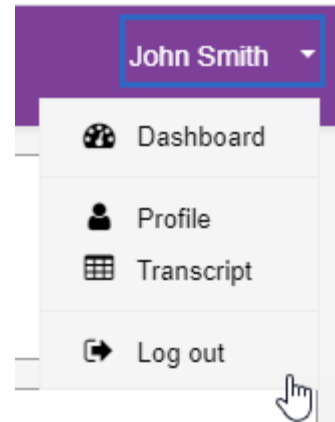 John Smith
Dashboard
Profile
Transcript
Log out